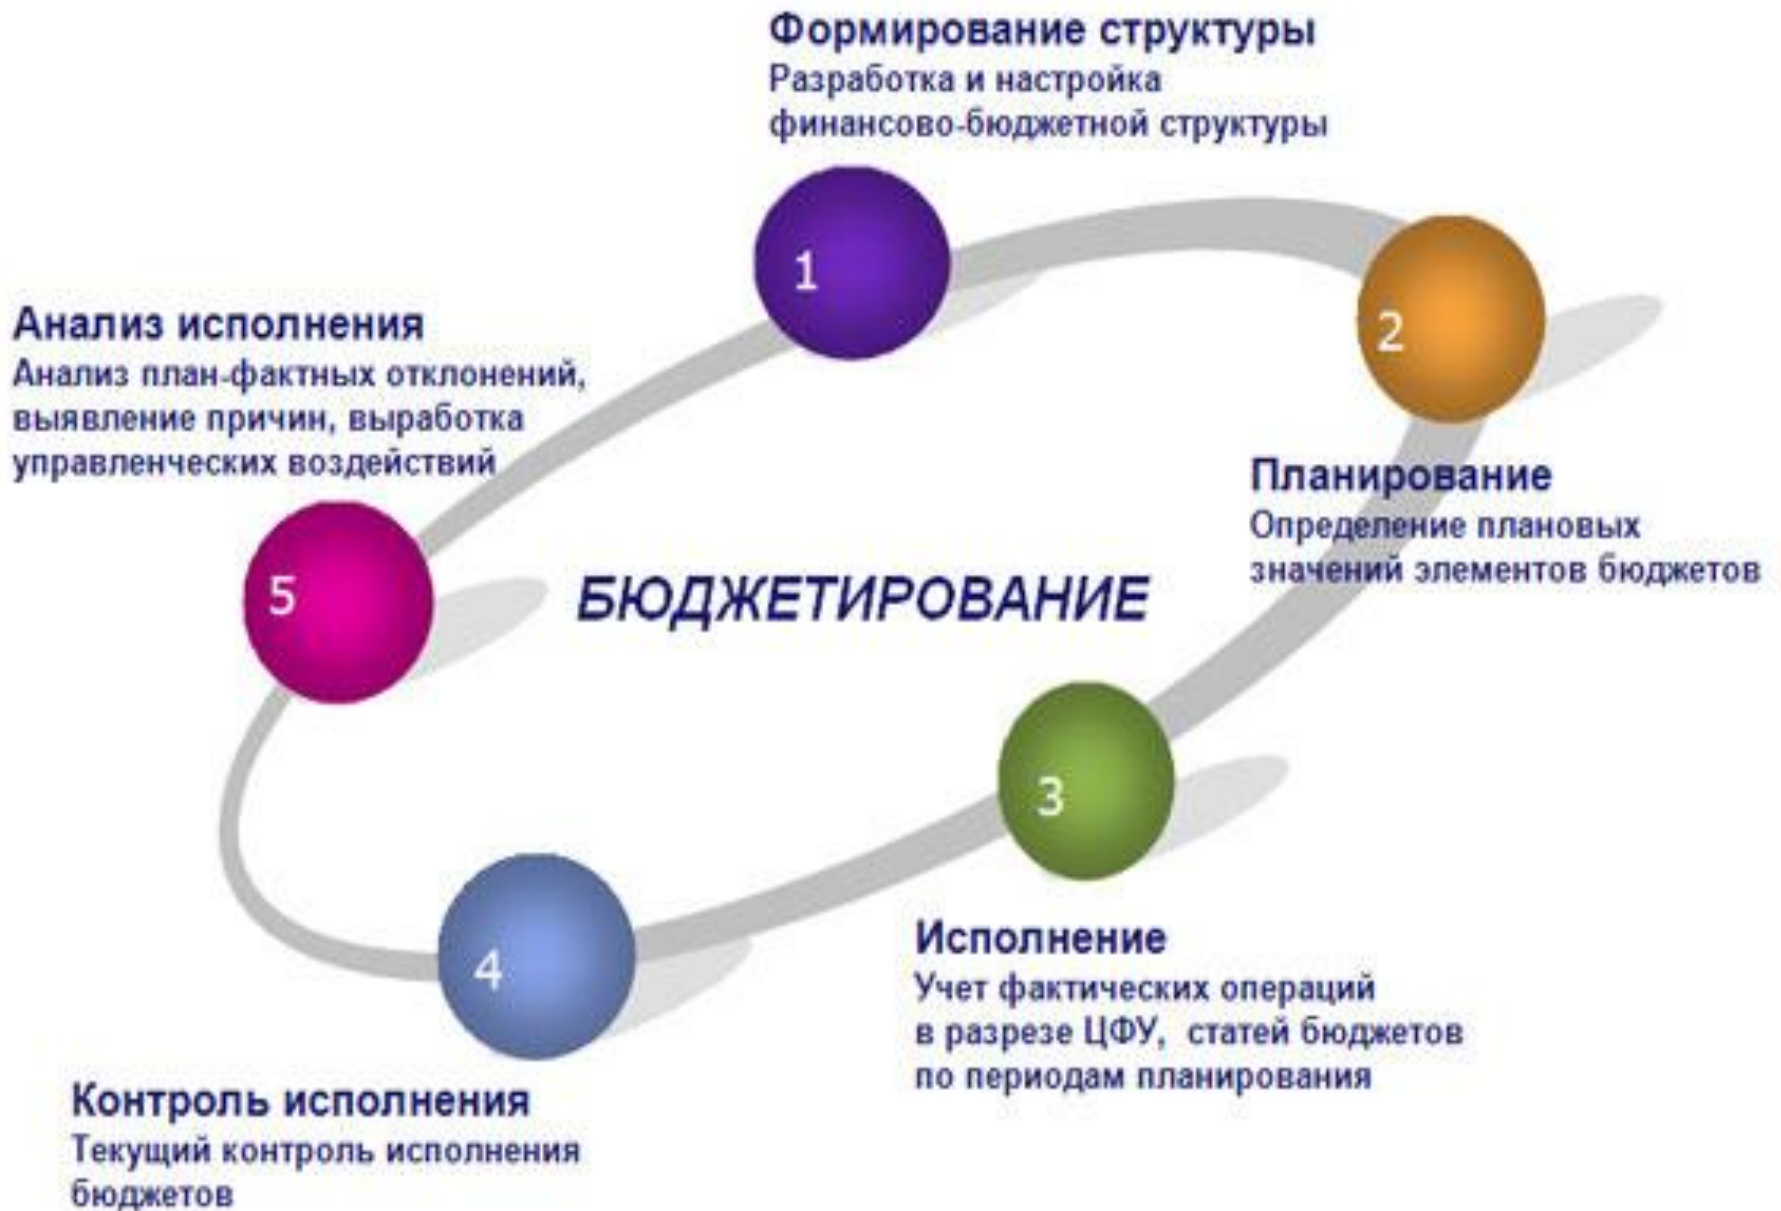 Формирование структуры
Разработка и настройка
финансово-бюджетной структуры
1
2
Анализ исполнения
Анализ план-фактных отклонений,
выявление причин, выработка
управленческих воздействий
Планирование
Определение плановых
значений элементов бюджетов
5
БЮДЖЕТИРОВАНИЕ
3
4
Исполнение
Учет фактических операций
в разрезе ЦФУ, статей бюджетов
по периодам планирования
Контроль исполнения
Текущий контроль исполнения
бюджетов